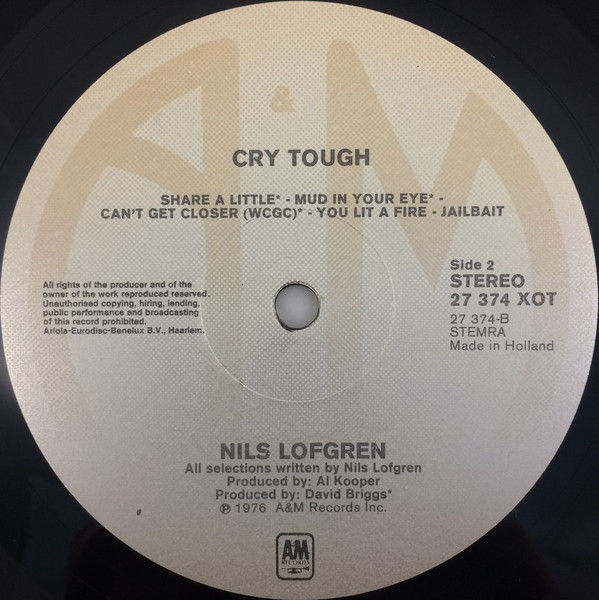 &
CRY TOUGH
SHARE A LITTLE* - MUD IN YOUR EYE* -
CAN'T GET CLOSER (WCGC)* - YOU LIT A FIRE - JAILBAIT
All rights of the producer and of the
owner of the work reproduced reserved.
Unauthorised copying, hiring, lending,
public performance and broadcasting
of this record prohibited.
Ariola-Eurodisc-Benelux B.V., Haarlem.
Side 2
STEREO
27 374 XOT
27 374-B
STEMRA
Made in Holland
NILS LOFGREN
All selections written by Nils Lofgren
Produced by: Al Kooper
Produced by: David Briggs*
℗ 1976 A&M Records Inc.
A&M
RECORDS